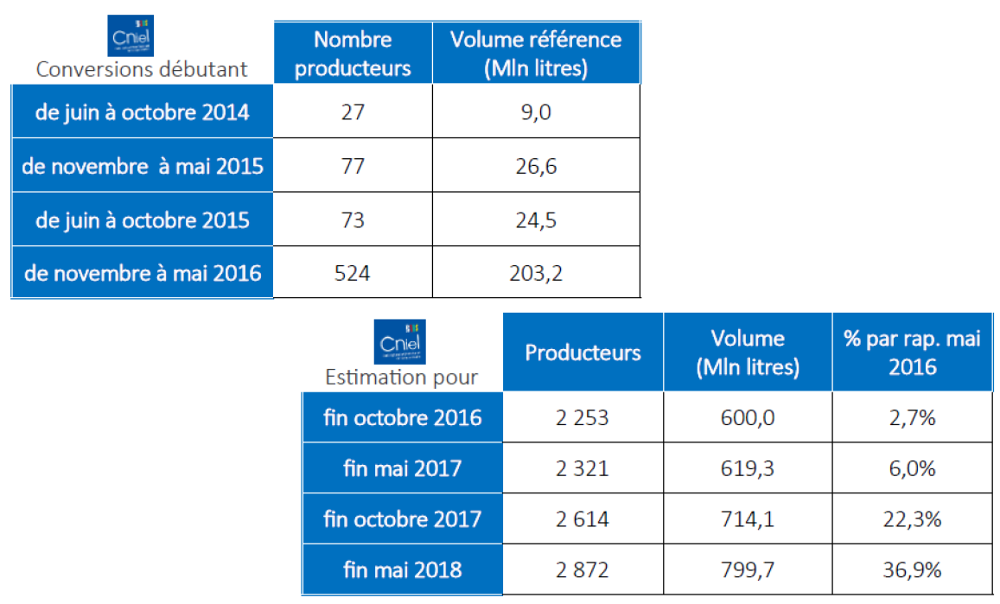 Cniel
Conversions débutant
Nombre producteurs
Volume référence (Mln litres)
de juin à octobre 2014
27
9,0
de novembre à mai 2015
77
26,6
de juin à octobre 2015
73
24,5
de novembre à mai 2016
524
203,2
Cniel
Estimation pour
Producteurs
Volume (Mln litres)
% par rap. mai 2016
fin octobre 2016
2 253
600,0
2,7%
fin mai 2017
2 321
619,3
6,0%
fin octobre 2017
2 614
714,1
22,3%
fin mai 2018
2 872
799,7
36,9%